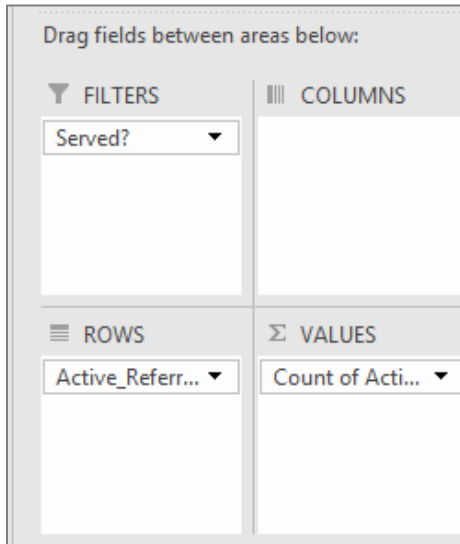 Drag fields between areas below:
FILTERS
COLUMNS
Served?
ROWS
Σ VALUES
Active_Referr...
Count of Acti...